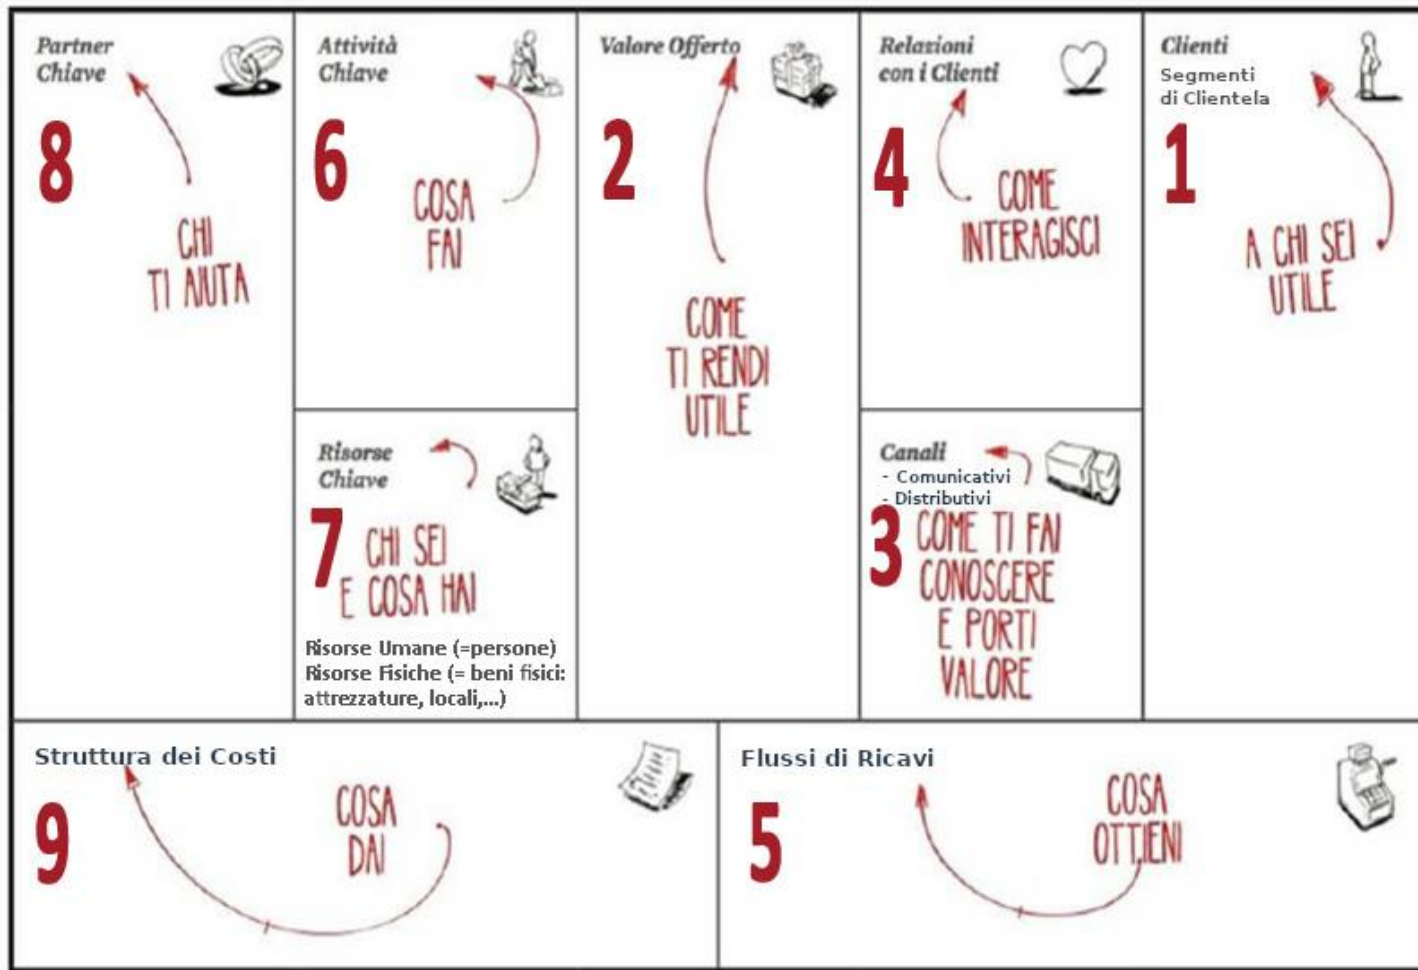 Partner
Chiave
8
CHI
TI AIUTA
Attività
Chiave
6
COSA
FAI
Risorse
Chiave
7
CHI SEI
E COSA HAI
Risorse Umane (=persone)
Risorse Fisiche (= beni fisici:
attrezzature, locali,...)
Valore Offerto
2
COME
TI RENDI
UTILE
Relazioni
con i Clienti
4
COME
INTERAGISCI
Canali
- Comunicativi
- Distributivi
3
COME TI FAI
CONOSCERE
E PORTI
VALORE
Clienti
Segmenti
di Clientela
1
A CHI SEI
UTILE
Struttura dei Costi
9
COSA
DAI
Flussi di Ricavi
5
COSA
OTTIENI